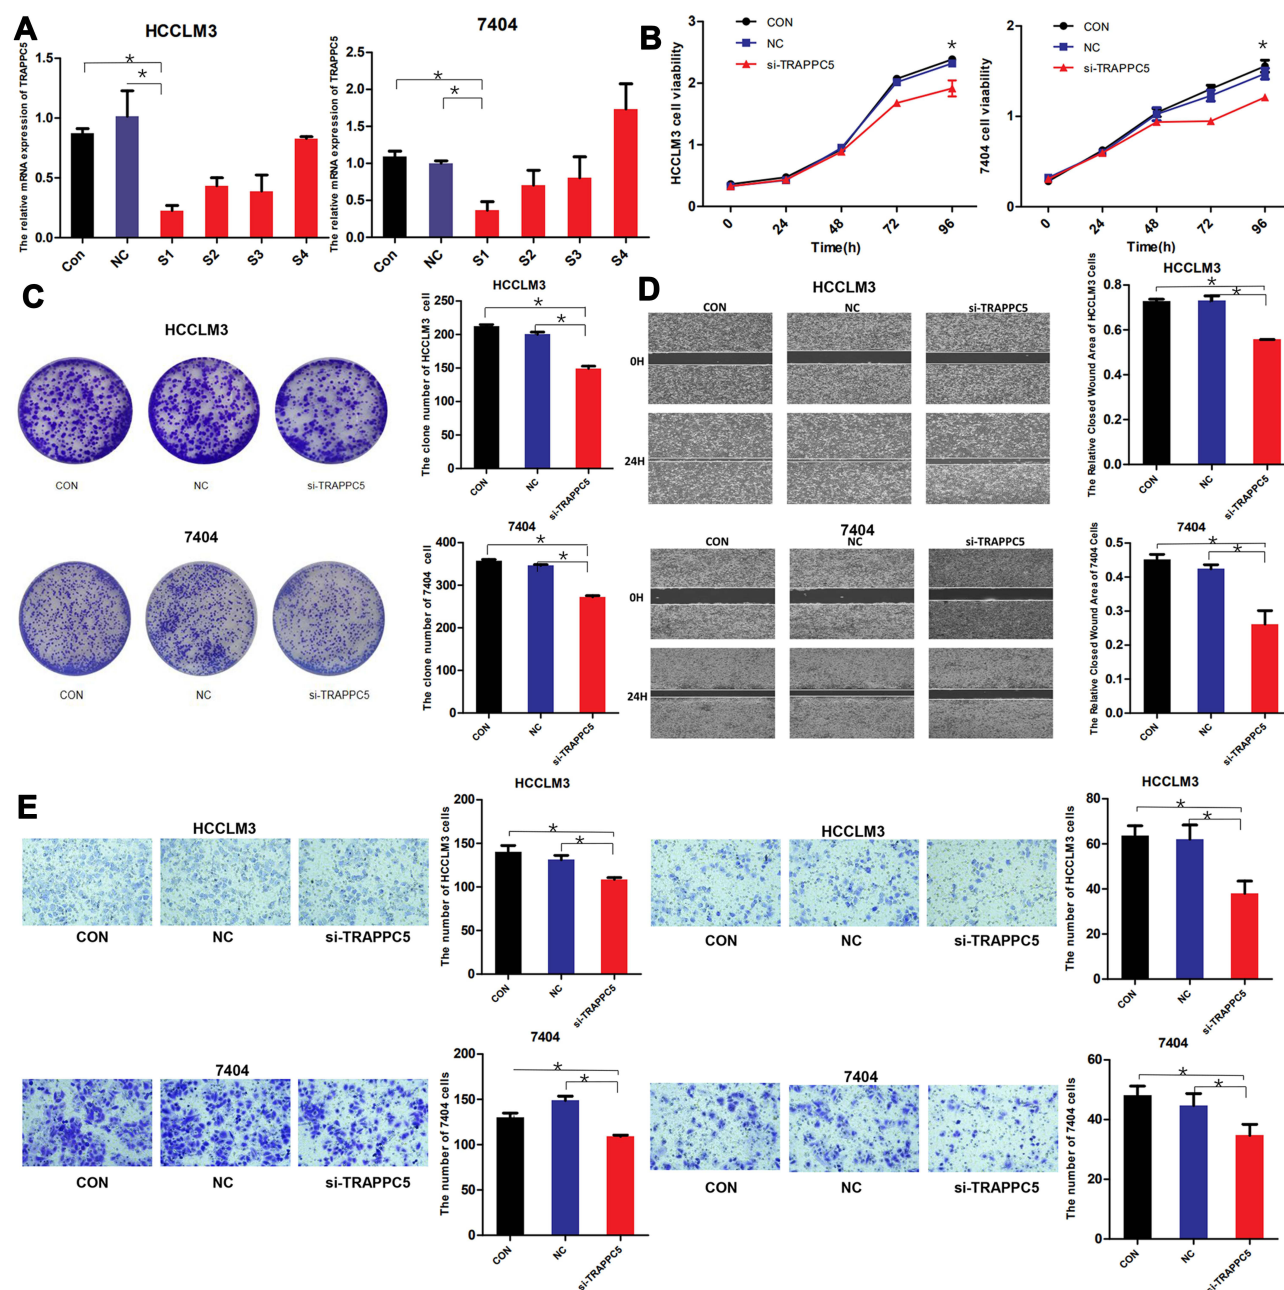 A
HCCLM3
The relative mRNA expression of TRAPPC5
1.5
1.0
0.5
0.0
*
*
Con
NC
S1
S2
S3
S4
7404
The relative mRNA expression of TRAPPC5
2.5
2.0
1.5
1.0
0.5
0.0
*
*
Con
NC
S1
S2
S3
S4
B
HCCLM3 cell viaability
3
2
1
0
CON
NC
si-TRAPPC5
*
0
24
48
72
96
Time(h)
7404 cell viaability
2
1
0
CON
NC
si-TRAPPC5
*
0
24
48
72
96
Time(h)
C
HCCLM3
CON
NC
si-TRAPPC5
HCCLM3
The clone number of HCCLM3 cell
250
200
150
100
50
0
*
*
CON
NC
si-TRAPPC5
7404
CON
NC
si-TRAPPC5
7404
The clone number of 7404 cell
400
300
200
100
0
*
*
CON
NC
si-TRAPPC5
D
HCCLM3
CON
NC
si-TRAPPC5
0H
24H
HCCLM3
The Relative Closed Wound Area of HCCLM3 Cells
0.8
0.6
0.4
0.2
0.0
*
*
CON
NC
si-TRAPPC5
7404
CON
NC
si-TRAPPC5
0H
24H
7404
The Relative Closed Wound Area of 7404 Cells
0.5
0.4
0.3
0.2
0.1
0.0
*
*
CON
NC
si-TRAPPC5
E
HCCLM3
CON
NC
si-TRAPPC5
HCCLM3
The number of HCCLM3 cells
200
150
100
50
0
*
*
CON
NC
si-TRAPPC5
HCCLM3
CON
NC
si-TRAPPC5
HCCLM3
The number of HCCLM3 cells
80
60
40
20
0
*
*
CON
NC
si-TRAPPC5
7404
CON
NC
si-TRAPPC5
7404
The number of 7404 cells
200
150
100
50
0
*
*
CON
NC
si-TRAPPC5
7404
CON
NC
si-TRAPPC5
7404
The number of 7404 cells
60
40
20
0
*
*
CON
NC
si-TRAPPC5